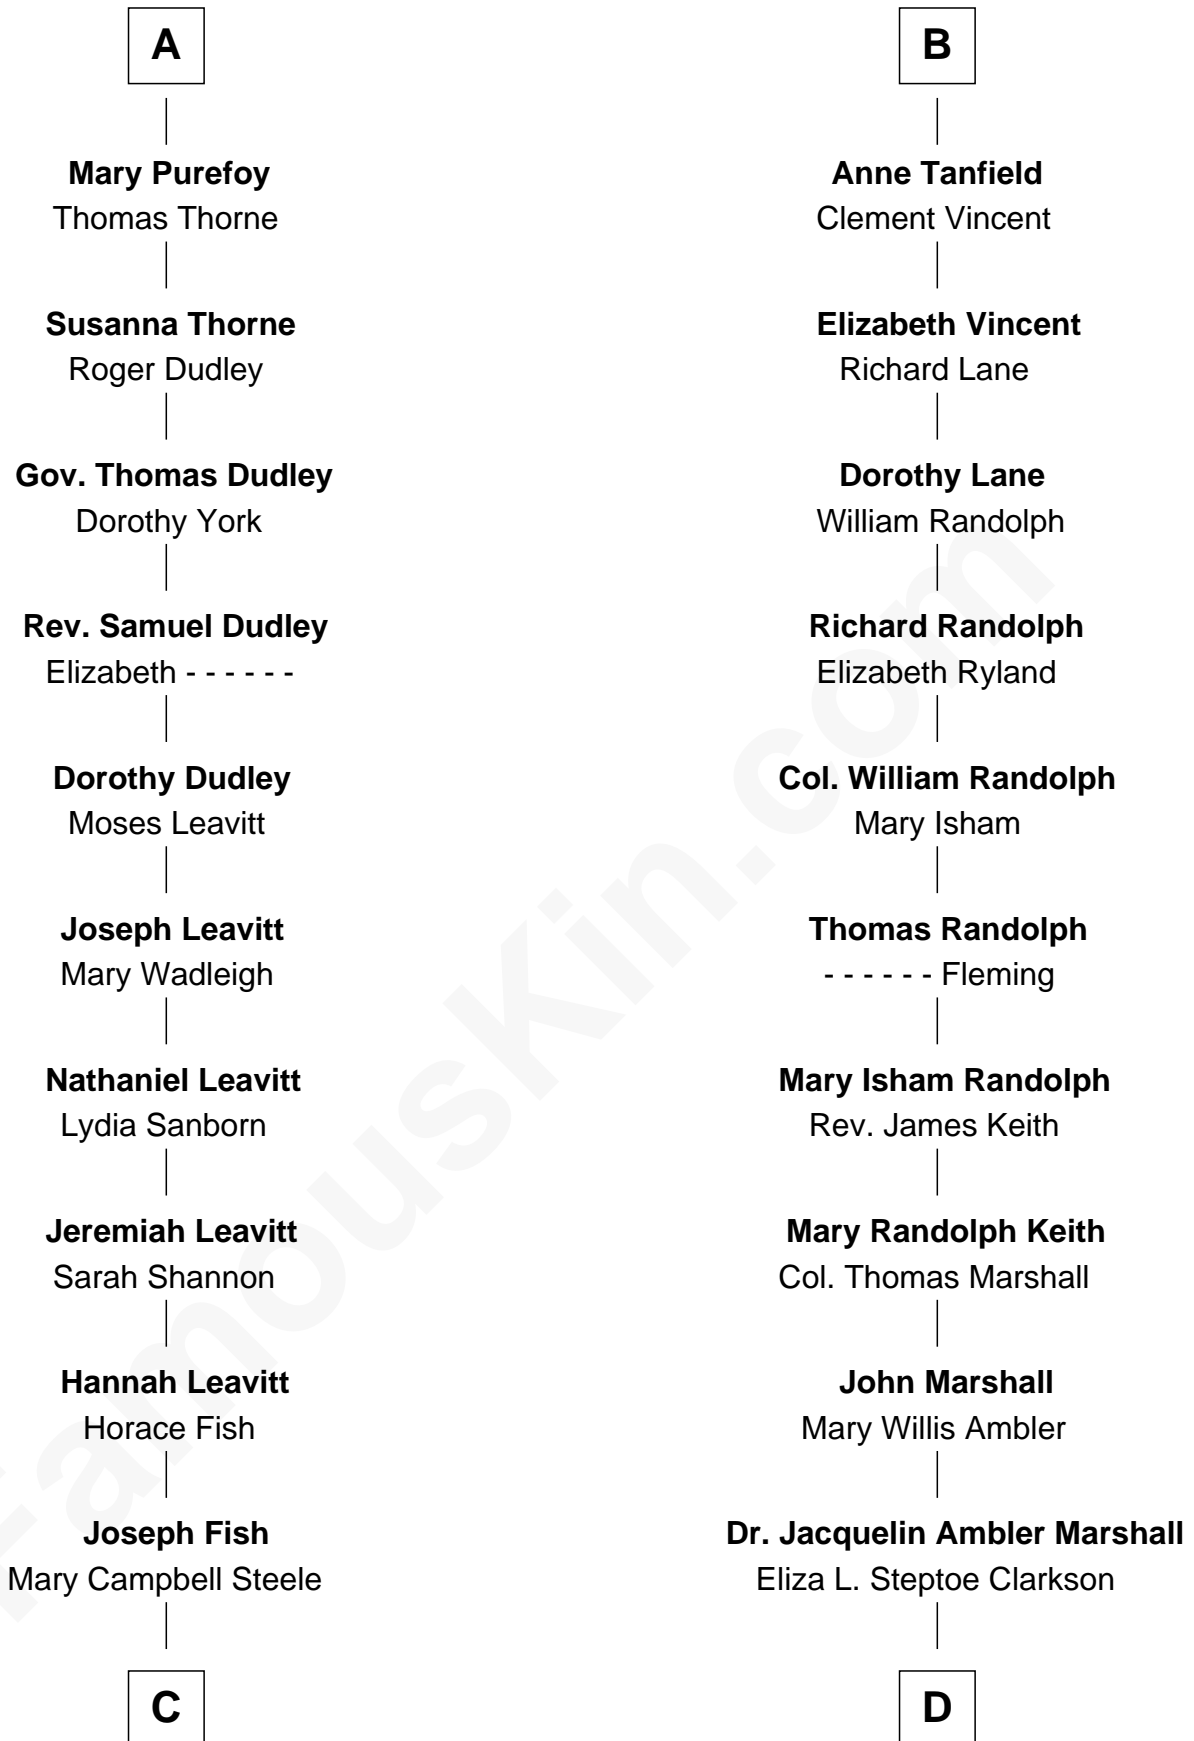 A
Mary Purefoy
Thomas Thorne
Susanna Thorne
Roger Dudley
Gov. Thomas Dudley
Dorothy York
Rev. Samuel Dudley
Elizabeth - - - - - -
Dorothy Dudley
Moses Leavitt
Joseph Leavitt
Mary Wadleigh
Nathaniel Leavitt
Lydia Sanborn
Jeremiah Leavitt
Sarah Shannon
Hannah Leavitt
Horace Fish
Joseph Fish
Mary Campbell Steele
C
B
Anne Tanfield
Clement Vincent
Elizabeth Vincent
Richard Lane
Dorothy Lane
William Randolph
Richard Randolph
Elizabeth Ryland
Col. William Randolph
Mary Isham
Thomas Randolph
- - - - - - Fleming
Mary Isham Randolph
Rev. James Keith
Mary Randolph Keith
Col. Thomas Marshall
John Marshall
Mary Willis Ambler
Dr. Jacquelin Ambler Marshall
Eliza L. Steptoe Clarkson
D
FamousKin.com